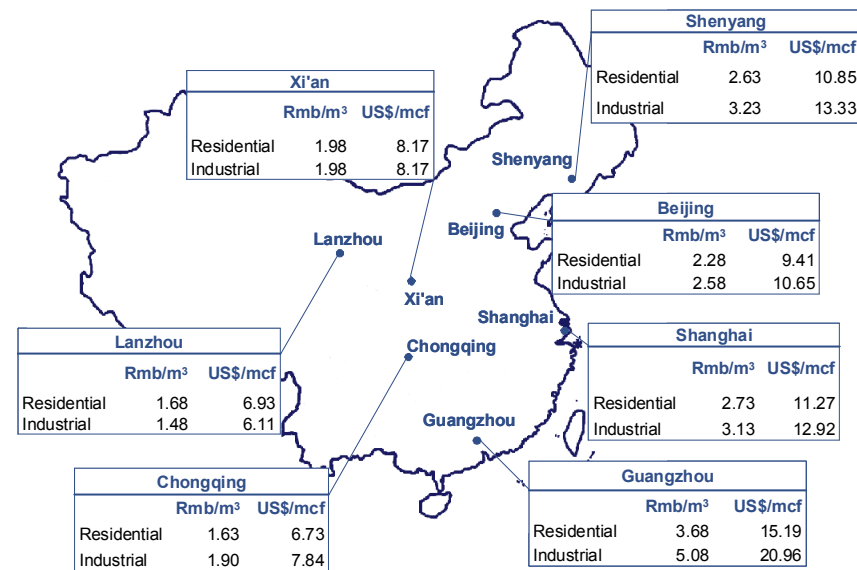 Shenyang
Rmb/m³ US$/mcf
Residential 2.63 10.85
Industrial 3.23 13.33
Xi'an
Rmb/m³ US$/mcf
Residential 1.98 8.17
Industrial 1.98 8.17
Shenyang
Beijing
Beijing
Rmb/m³ US$/mcf
Residential 2.28 9.41
Industrial 2.58 10.65
Lanzhou
Xi'an
Shanghai
Shanghai
Rmb/m³ US$/mcf
Residential 2.73 11.27
Industrial 3.13 12.92
Lanzhou
Rmb/m³ US$/mcf
Residential 1.68 6.93
Industrial 1.48 6.11
Chongqing
Guangzhou
Guangzhou
Rmb/m³ US$/mcf
Residential 3.68 15.19
Industrial 5.08 20.96
Chongqing
Rmb/m³ US$/mcf
Residential 1.63 6.73
Industrial 1.90 7.84